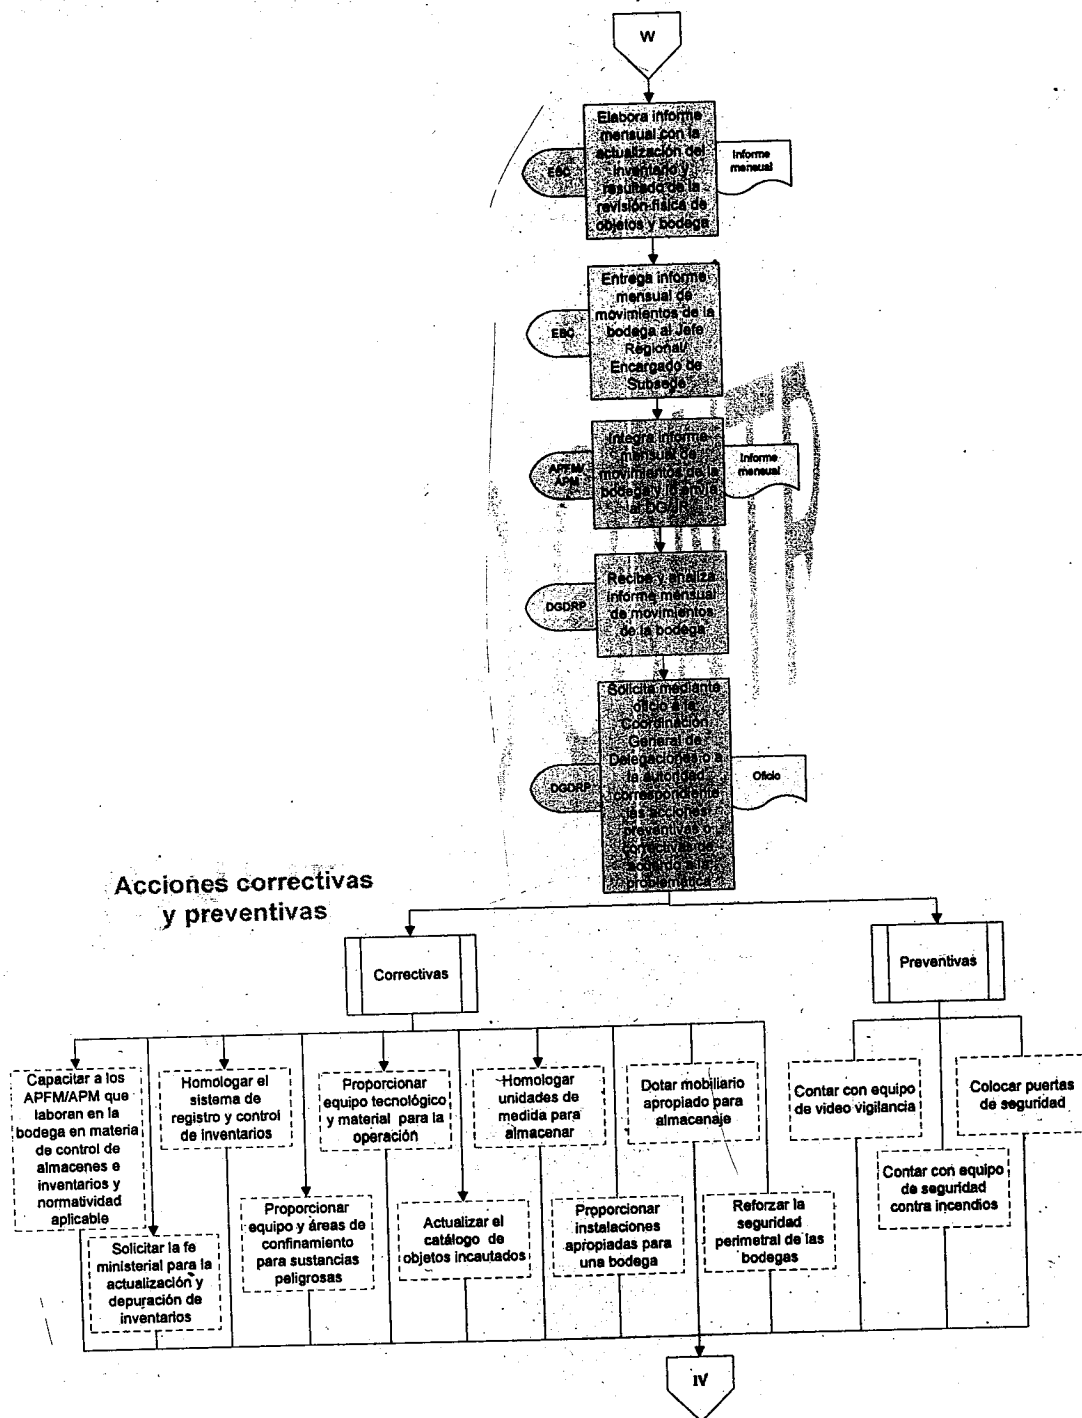 W
Elabora informe
mensual con la
actualización del
inventario y
resultado de la
revisión física de
objetos y bodega
EBC
Informe
mensual
Entrega informe
mensual de
movimientos de la
bodega al Jefe
Regional/
Encargado de
Subsede
EBC
Integra informe
mensual de
movimientos de la
bodega y lo envía
al
APFM/
APM
Informe
mensual
Recibe y analiza
informe mensual
de movimientos
de la bodega
DGDRP
Solicita mediante
oficio a la
Coordinación
General de
Delegaciones o a
la autoridad
correspondiente
las acciones
preventivas o
correctivas de
acuerdo a la
problemática
DGDRP
Oficio
Acciones correctivas
y preventivas
Correctivas
Preventivas
Capacitar a los
APFM/APM que
laboran en la
bodega en materia
de control de
almacenes e
inventarios y
normatividad
aplicable
Solicitar la fe
ministerial para la
actualización y
depuración de
inventarios
Homologar el
sistema de
registro y control
de inventarios
Proporcionar
equipo y áreas de
confinamiento
para sustancias
peligrosas
Proporcionar
equipo tecnológico
y material para la
operación
Actualizar el
catálogo de
objetos incautados
Homologar
unidades de
medida para
almacenar
Proporcionar
instalaciones
apropiadas para
una bodega
Dotar mobiliario
apropiado para
almacenaje
Reforzar la
seguridad
perimetral de las
bodegas
Contar con equipo
de video vigilancia
Contar con equipo
de seguridad
contra incendios
Colocar puertas
de seguridad
IV